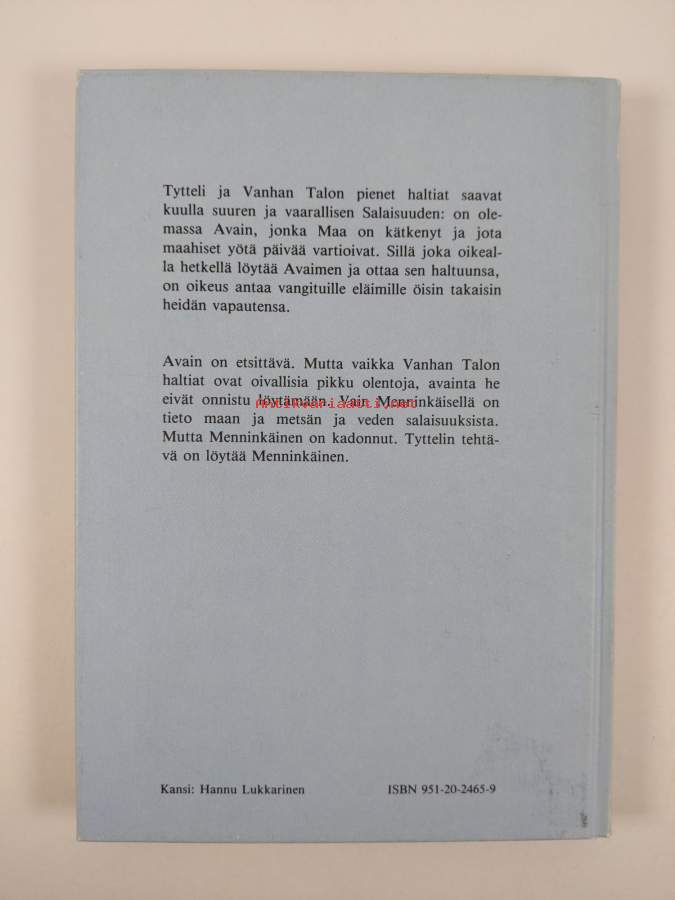 Tytteli ja Vanhan Talon pienet haltiat saavat
kuulla suuren ja vaarallisen Salaisuuden: on ole-
massa Avain, jonka Maa on kätkenyt ja jota
maahiset yötä päivää vartioivat. Sillä joka oikeal-
la hetkellä löytää Avaimen ja ottaa sen haltuunsa,
on oikeus antaa vangituille eläimille öisin takaisin
heidän vapautensa.
Avain on etsittävä. Mutta vaikka Vanhan Talon
haltiat ovat oivallisia pikku olentoja, avainta he
eivät onnistu löytämään. Vain Menninkäisellä on
Antikvariaatti.net
tieto maan ja metsän ja veden salaisuuksista.
Mutta Menninkäinen on kadonnut. Tyttelin tehtä-
vä on löytää Menninkäinen.
Kansi: Hannu Lukkarinen
ISBN 951-20-2465-9